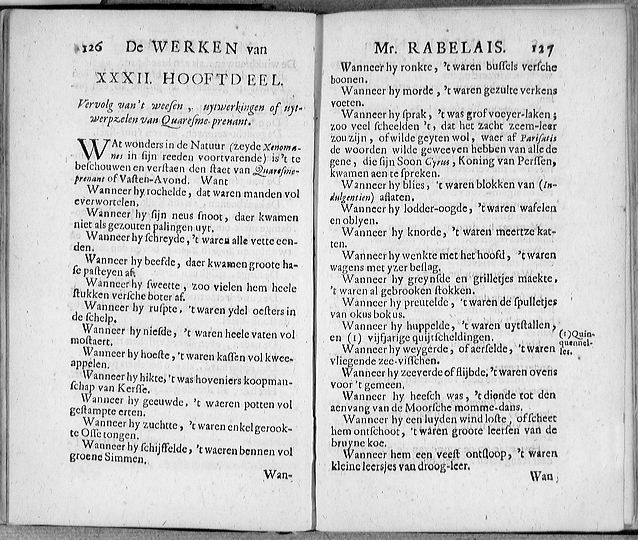 126 De WERKEN van
XXXII. HOOFTDEEL.
Vervolg van 't weesen, uytwerkingen of uyt-
werpzelen van Quaresme-prenant.
WAt wonders in de Natuur (zeyde Xenoma-
nes in sijn reeden voortvarende) is 't te
beschouwen en verstaen den staet van Quaresme-
prenant of Vasten-Avond. Want
Wanneer hy rochelde, dat waren manden vol
everwortelen.
Wanneer hy sijn neus snoot, daer kwamen
niet als gezouten palingen uyt.
Wanneer hy schreyde, 't waren alle vette een-
den.
Wanneer hy beefde, daer kwamen groote ha-
se pasteyen af.
Wanneer hy sweette, zoo vielen hem heele
stukken versche boter af.
Wanneer hy rufpte, 't waren ydel oesters in
de schelp.
Wanneer hy niesde, 't waren heele vaten vol
mostaert.
Wanneer hy hoeste, 't waren kassen vol kwee-
appelen.
Wanneer hy hikte, 't was hoveniers koopman-
schap van Kersse.
Wanneer hy geeuwde, 't waeren potten vol
gestampte erten.
Wanneer hy zuchtte, 't waren enkel gerook-
te Osse tongen.
Wanneer hy schijffelde, 't waeren bennen vol
groene Simmen.
Wan-
Mr. RABELAIS. 127
Wanneer hy ronkte, 't waren bussels versche
boonen.
Wanneer hy morde, 't waren gezulte verkens
voeten.
Wanneer hy sprak, 't was grof voeyer-laken;
zoo veel scheelden 't, dat het zacht zeem-leer
zou zijn, of wilde geyten wol, waer af Parisatis
de woorden wilde geweeven hebben van alle de
gene, die sijn Soon Cyrus, Koning van Perssen,
kwamen aen te spreken.
Wanneer hy blies, 't waren blokken van (In-
dulgentien) aflaten.
Wanneer hy lodder-oogde, 't waren wafelen
en oblyen.
Wanneer hy knorde, 't waren meertze kat-
ten.
Wanneer hy wenkte met het hoofd, 't waren
wagens met yzer beslag.
Wanneer hy greynsde en grilletjes maekte,
't waren al gebrooken stokken.
Wanneer hy preutelde, 't waren de spulletjes
van okus bokus.
Wanneer hy huppelde, 't waren uytstallen,
en (1) vijfjarige quijtscheldingen.
(1) Quin-
quennel-
les.
Wanneer hy weygerde, of aerselde, 't waren
vliegende zee-visschen.
Wanneer hy zeeverde of slijbde, 't waren ovens
voor 't gemeen.
Wanneer hy heesch was, 't diende tot den
aenvang van de Moorsche momme-dans.
Wanneer hy een luyden wind loste, of scheet
hem ontschoot, 't waren groote leersen van de
bruyne koe.
Wanneer hem een veest ontsloop, 't waren
kleine leersjes van droog-leer.
Wan